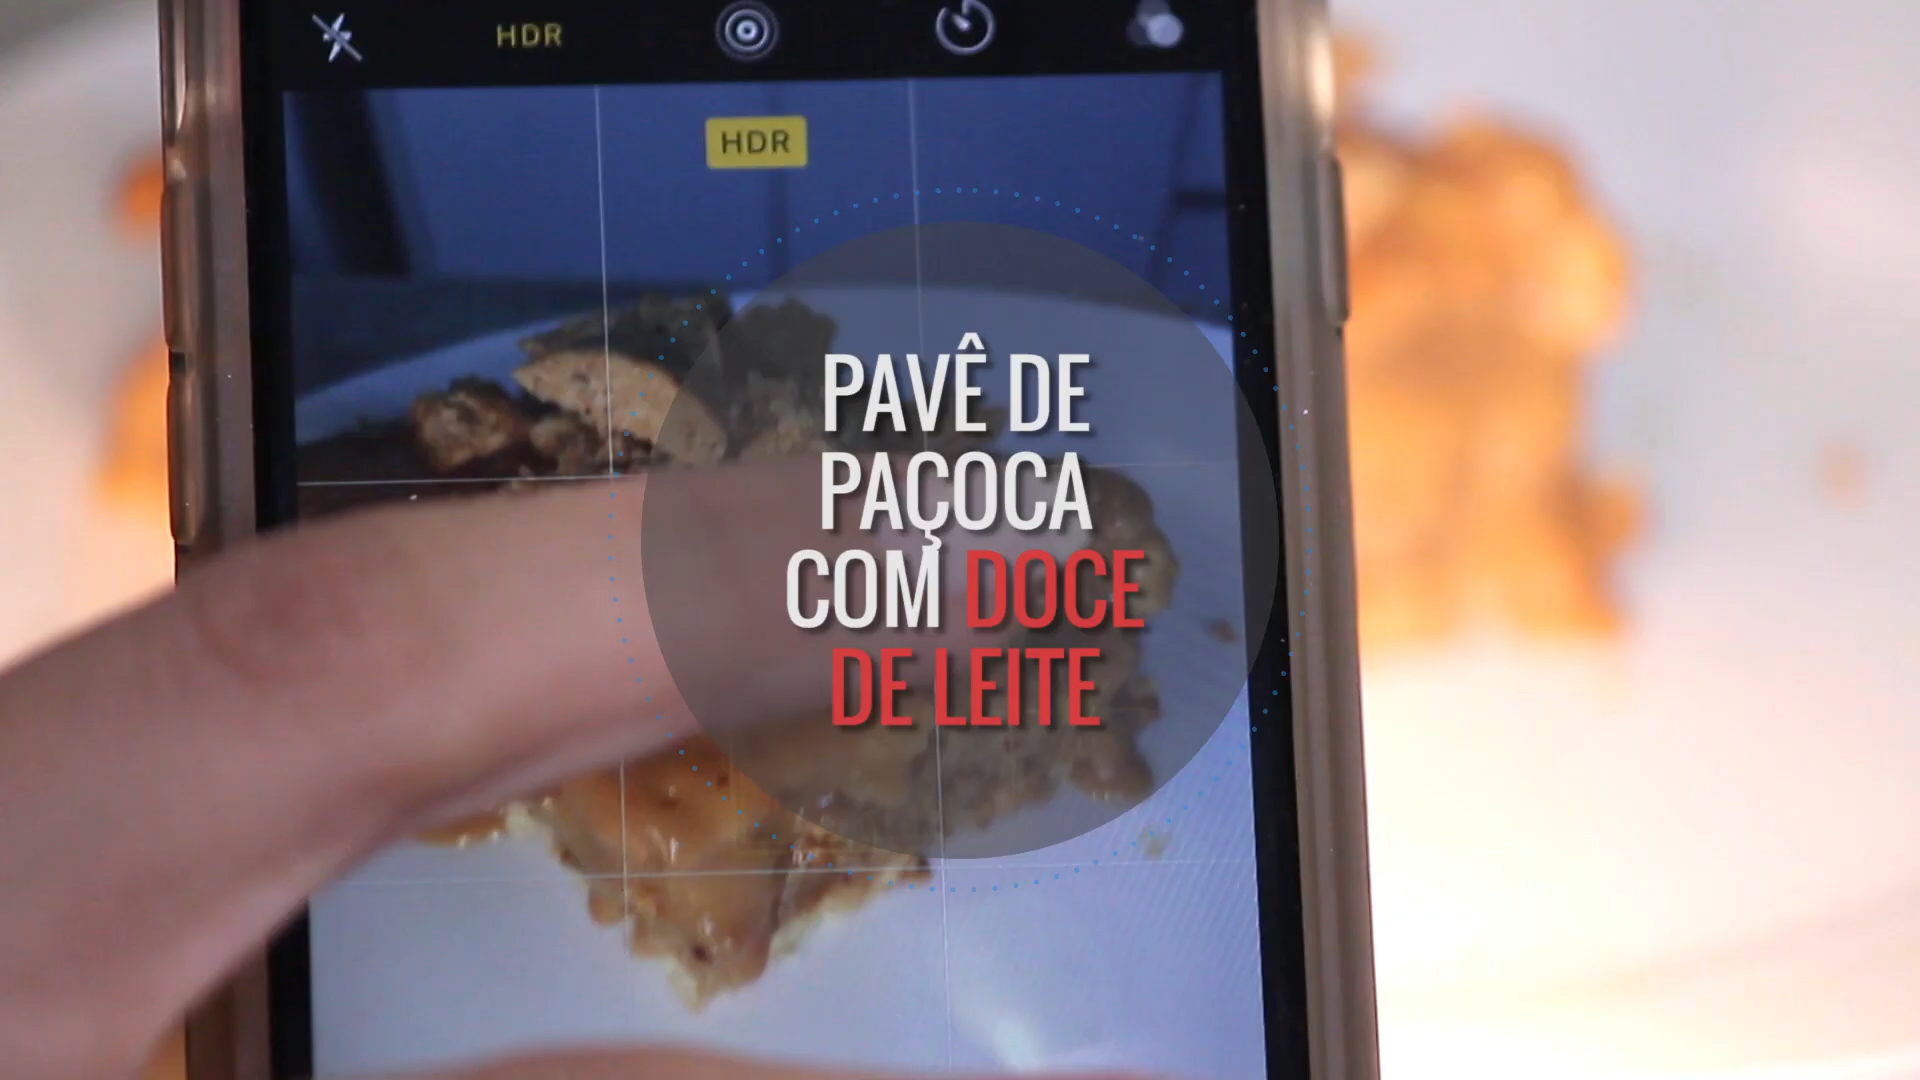 HDR
HDR
PAVÊ DE
PAÇOCA
COM DOCE
DE LEITE